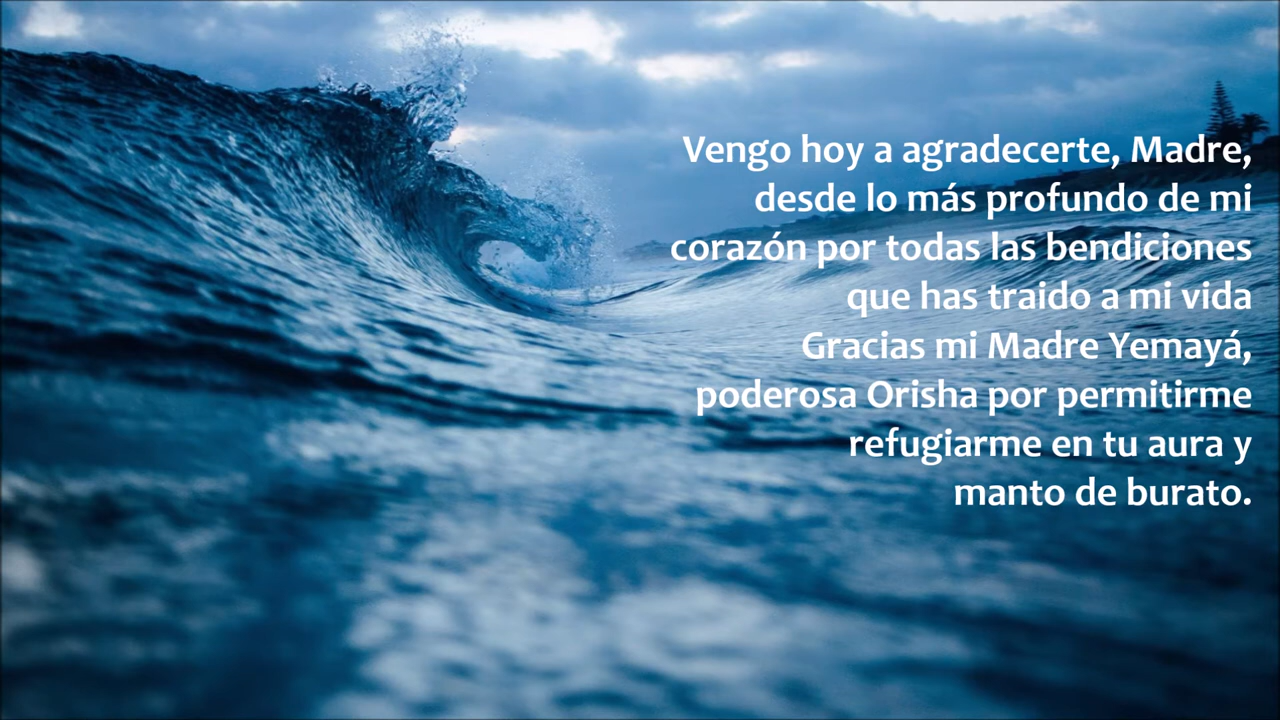 Vengo hoy a agradecerte, Madre,
desde lo más profundo de mi
corazón por todas las bendiciones
que has traido a mi vida
Gracias mi Madre Yemayá,
poderosa Orisha por permitirme
refugiarme en tu aura y
manto de burato.